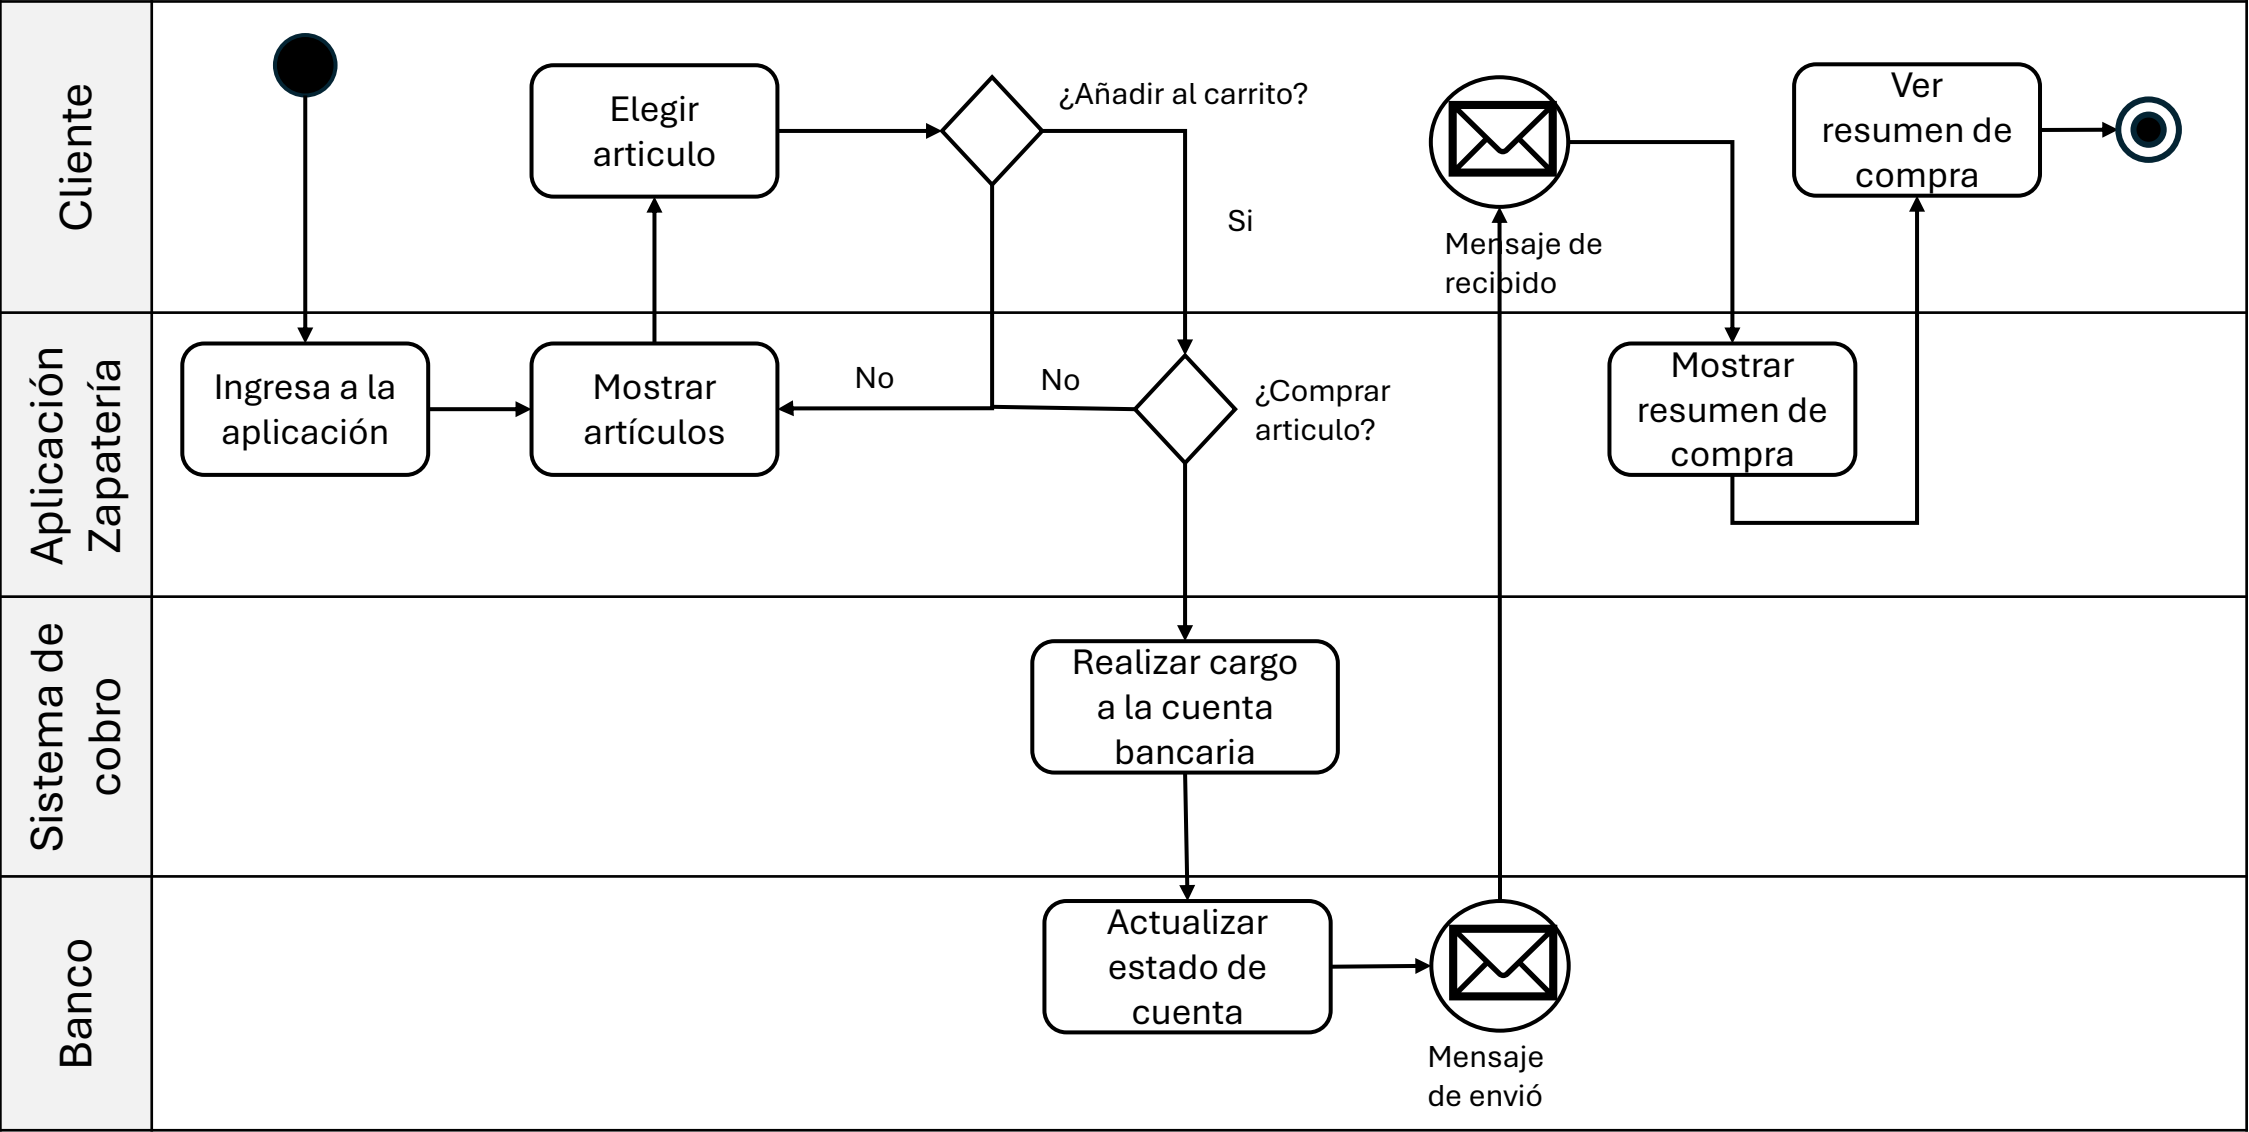 Cliente
Elegir
articulo
¿Añadir al carrito?
Si
Mensaje de
recibido
Ver
resumen de
compra
Aplicación
Zapatería
Ingresa a la
aplicación
Mostrar
artículos
No
No
¿Comprar
articulo?
Mostrar
resumen de
compra
Sistema de
cobro
Realizar cargo
a la cuenta
bancaria
Banco
Actualizar
estado de
cuenta
Mensaje
de envió